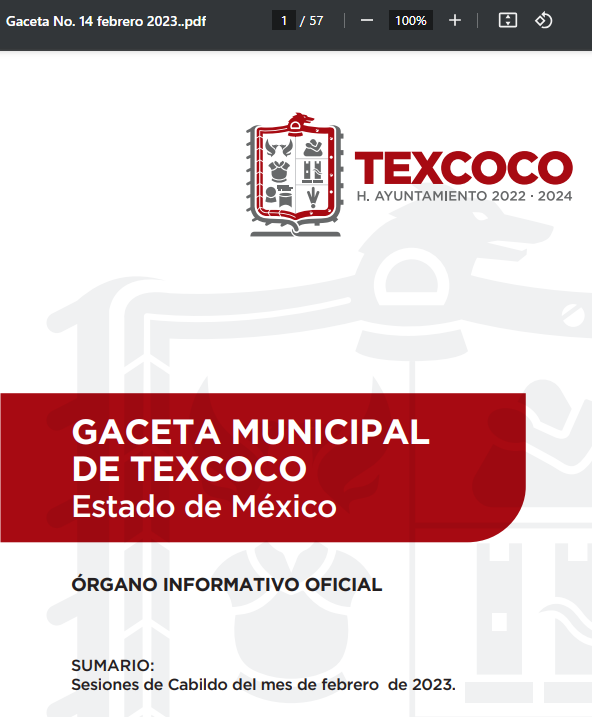 Gaceta No. 14 febrero 2023..pdf
1 / 57
100%
TEXCOCO
H. AYUNTAMIENTO 2022 · 2024
GACETA MUNICIPAL
DE TEXCOCO
Estado de México
ÓRGANO INFORMATIVO OFICIAL
SUMARIO:
Sesiones de Cabildo del mes de febrero  de 2023.